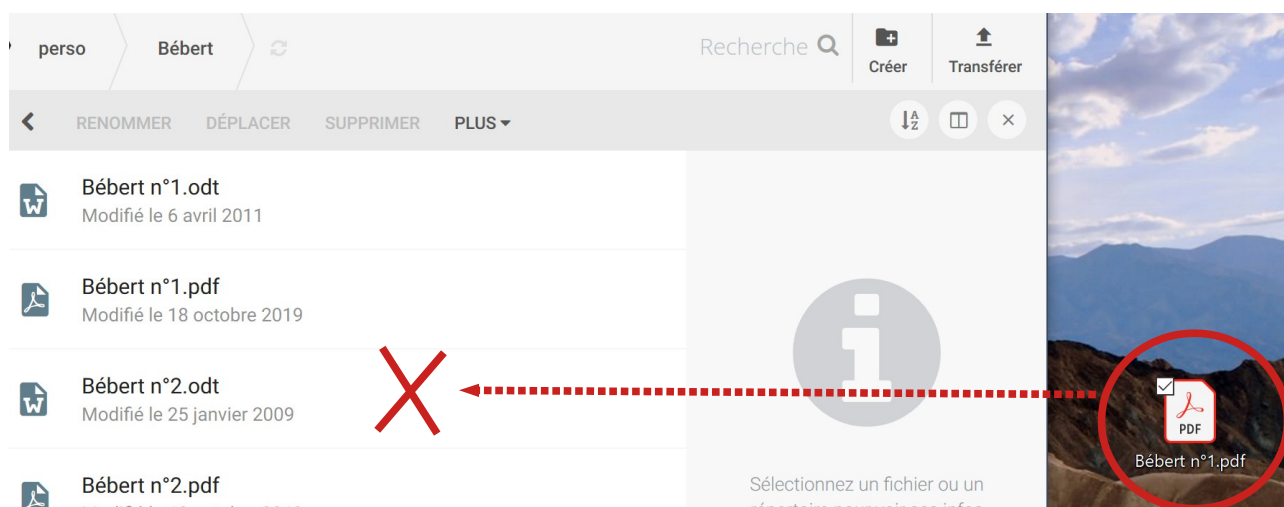 perso
Bébert
Recherche
Créer
Transférer
RENOMMER
DÉPLACER
SUPPRIMER
PLUS
Bébert n°1.odt
Modifié le 6 avril 2011
Bébert n°1.pdf
Modifié le 18 octobre 2019
Bébert n°2.odt
Modifié le 25 janvier 2009
Bébert n°2.pdf
Sélectionnez un fichier ou un
PDF
Bébert n°1.pdf